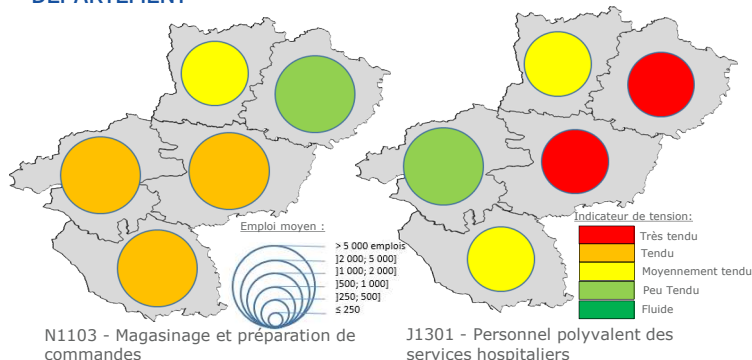 DÉPARTEMENT
Emploi moyen :
> 5 000 emplois
]2 000; 5 000]
]1 000; 2 000]
]500; 1 000]
]250; 500]
≤ 250
Indicateur de tension:
Très tendu
Tendu
Moyennement tendu
Peu Tendu
Fluide
N1103 - Magasinage et préparation de
commandes
J1301 - Personnel polyvalent des
services hospitaliers